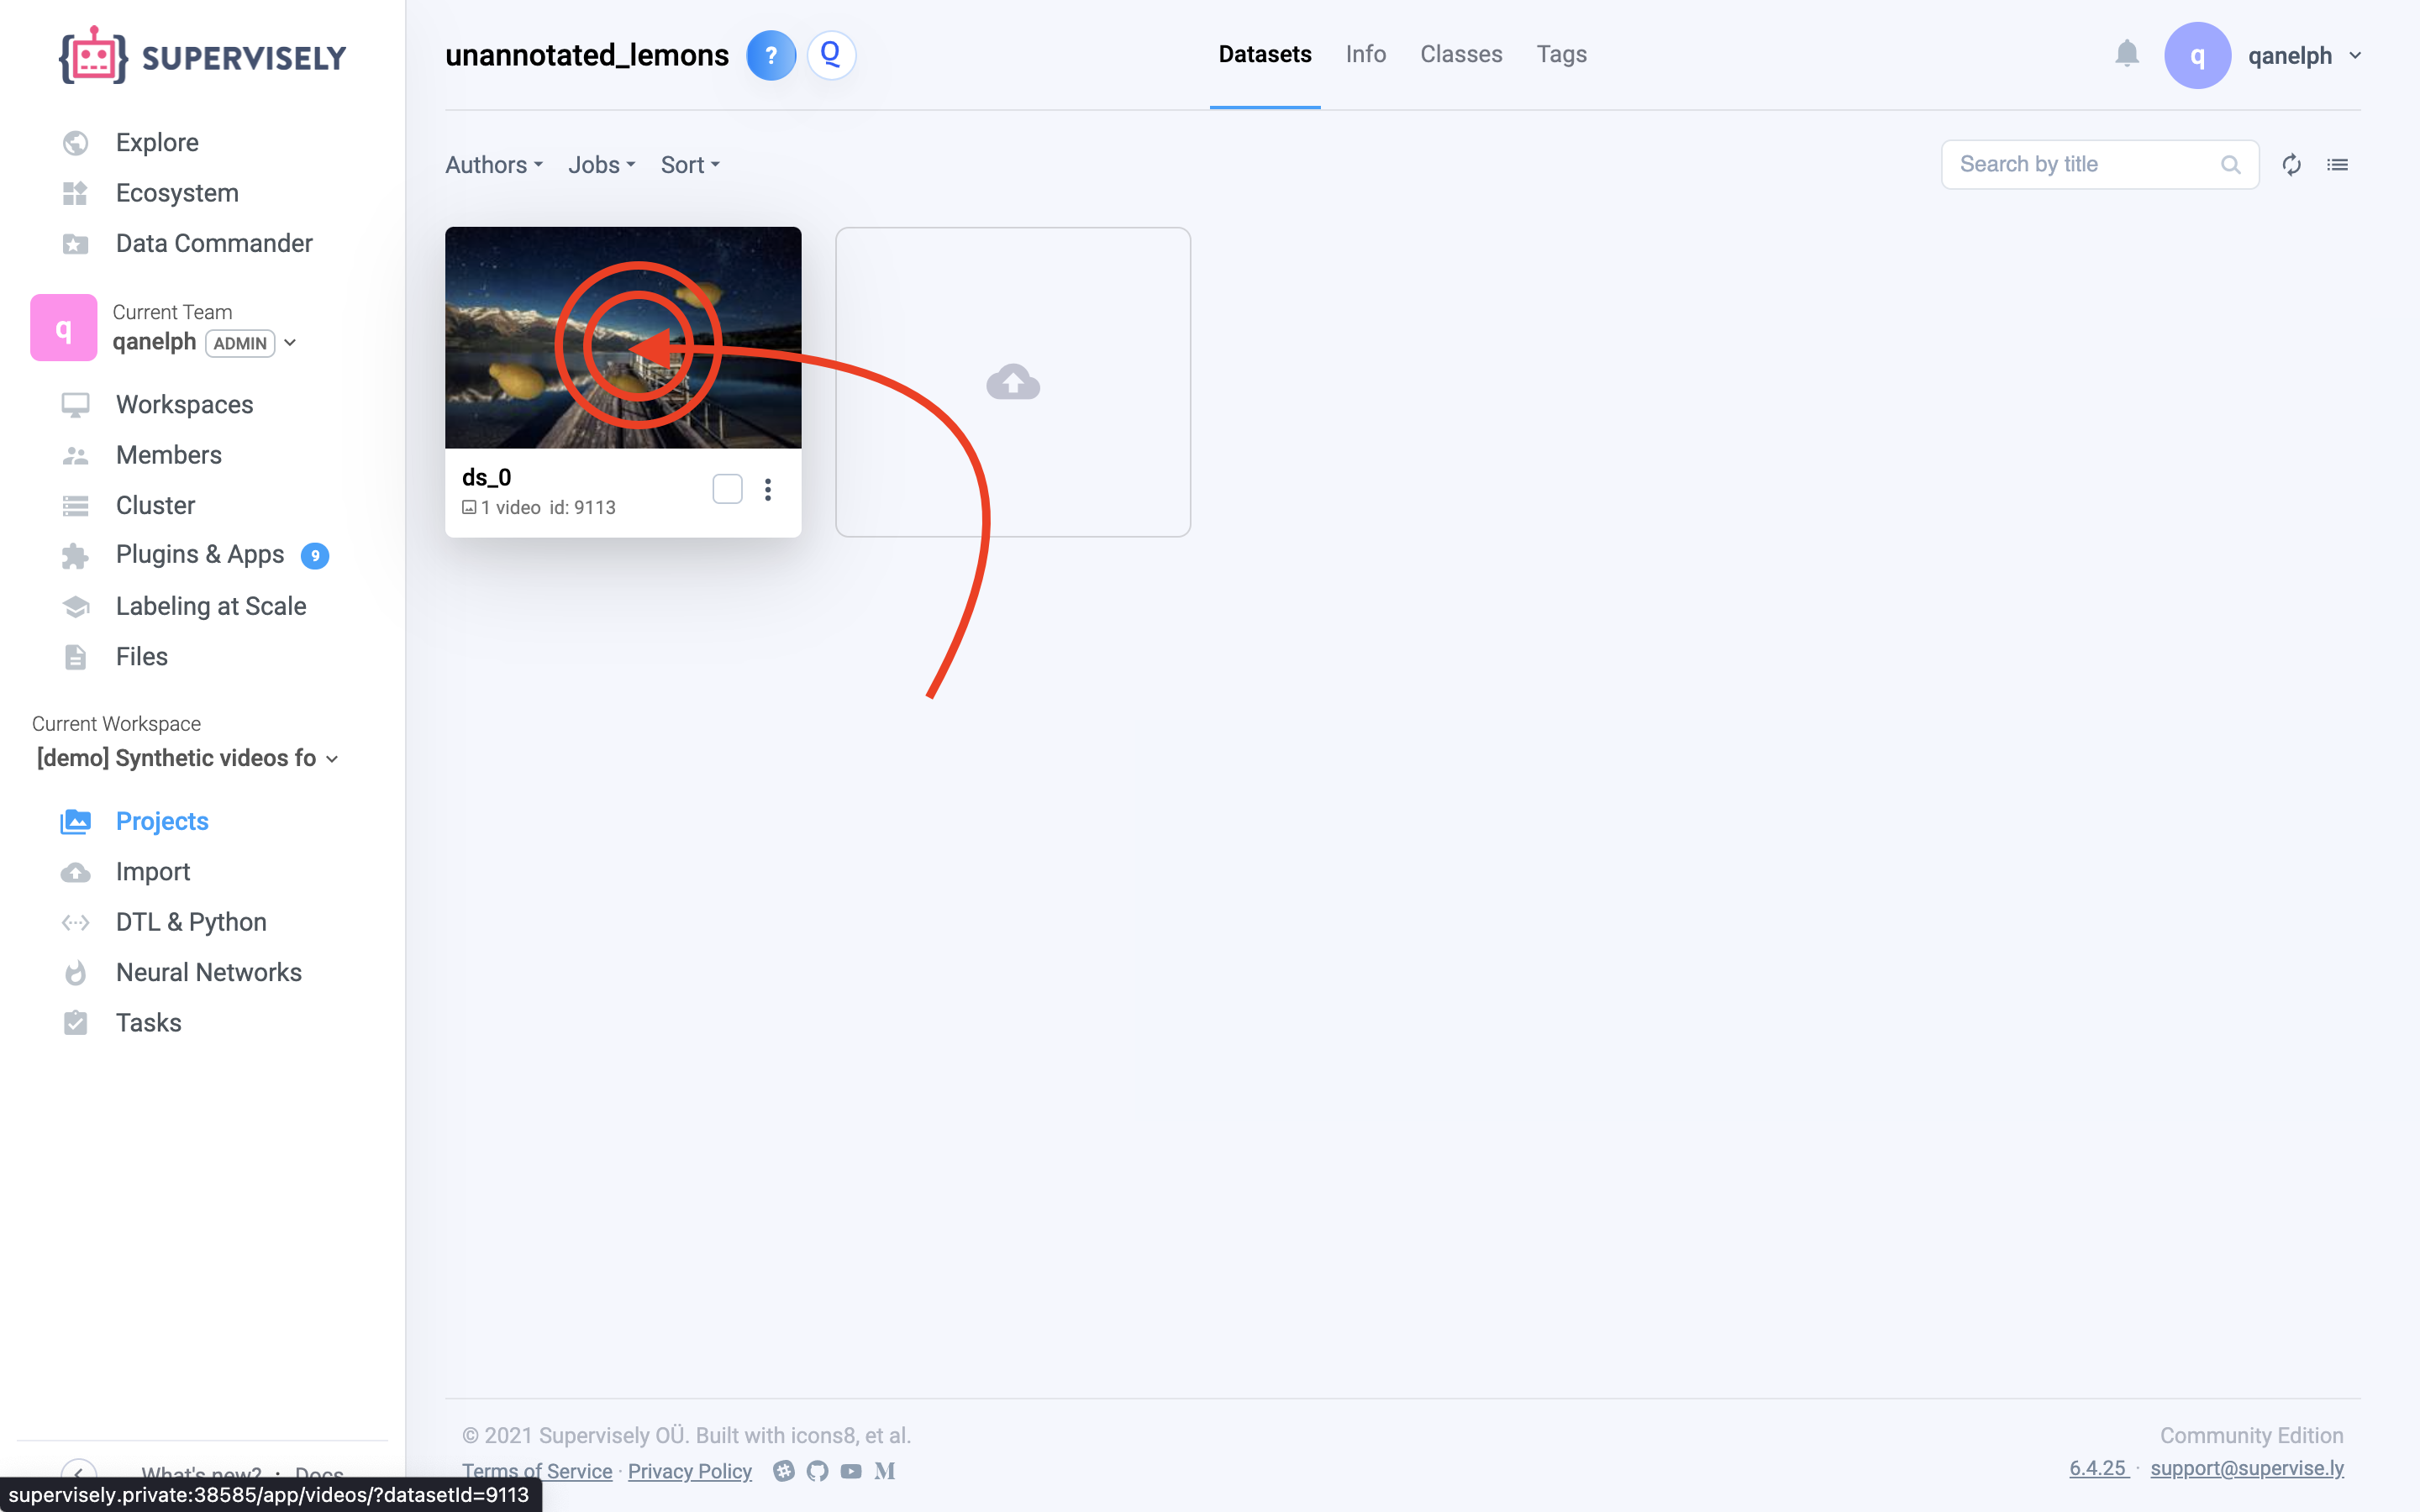 SUPERVISELY
unannotated_lemons ? Q
Datasets Info Classes Tags
q qanelph
Explore
Ecosystem
Data Commander
q
Current Team
qanelph ADMIN
Workspaces
Members
Cluster
Plugins & Apps 9
Labeling at Scale
Files
Current Workspace
[demo] Synthetic videos fo
Projects
Import
DTL & Python
Neural Networks
Tasks
What's new? : Docs
supervisely.private:38585/app/videos/?datasetId=9113
Authors Jobs Sort
Search by title
ds_0
1 video id: 9113
© 2021 Supervisely OÜ. Built with icons8, et al.
Terms of Service · Privacy Policy
Community Edition
6.4.25 · support@supervise.ly